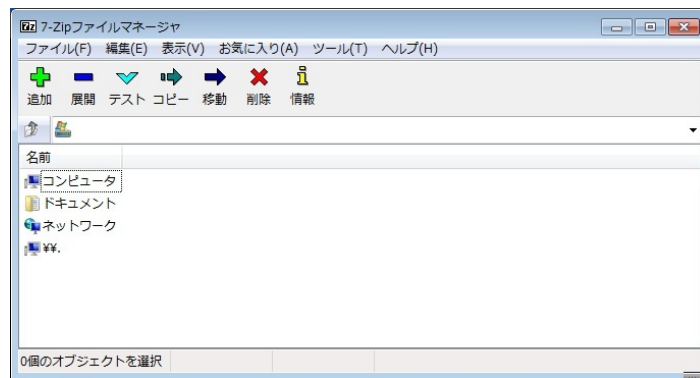 7z 7-Zipファイルマネージャ
ファイル(F) 編集(E) 表示(V) お気に入り(A) ツール(T) ヘルプ(H)
追加 展開 テスト コピー 移動 削除 情報
名前
コンピュータ
ドキュメント
ネットワーク
¥¥.
0個のオブジェクトを選択